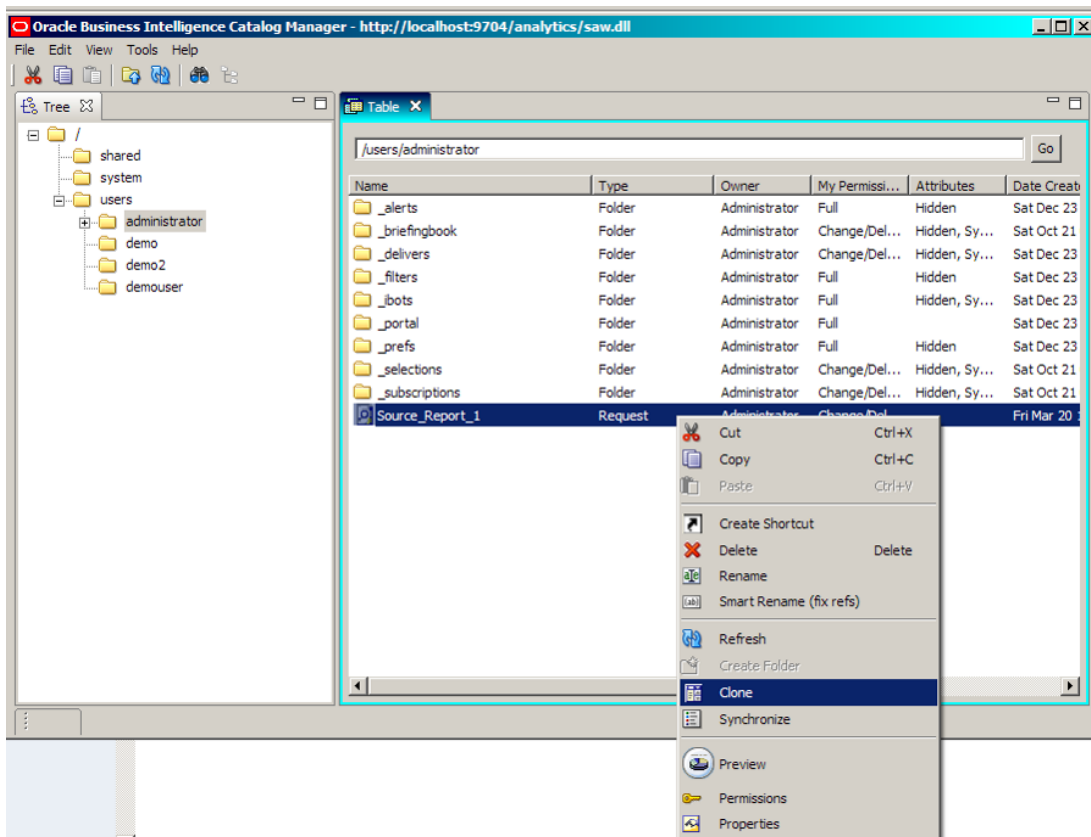 Oracle Business Intelligence Catalog Manager - http://localhost:9704/analytics/saw.dll
File Edit View Tools Help
Tree
/
shared
system
users
administrator
demo
demo2
demouser
Table
/users/administrator Go
Name Type Owner My Permissi... Attributes Date Creat
_alerts Folder Administrator Full Hidden Sat Dec 23
_briefingbook Folder Administrator Change/Del... Hidden, Sy... Sat Oct 21
_delivers Folder Administrator Change/Del... Hidden, Sy... Sat Dec 23
_filters Folder Administrator Full Hidden Sat Dec 23
_ibots Folder Administrator Full Hidden, Sy... Sat Dec 23
_portal Folder Administrator Full Sat Dec 23
_prefs Folder Administrator Full Hidden Sat Dec 23
_selections Folder Administrator Change/Del... Hidden, Sy... Sat Oct 21
_subscriptions Folder Administrator Change/Del... Hidden, Sy... Sat Oct 21
Source_Report_1 Request Administrator Change/Del Fri Mar 20
Cut Ctrl+X
Copy Ctrl+C
Paste Ctrl+V
Create Shortcut
Delete Delete
Rename
Smart Rename (fix refs)
Refresh
Create Folder
Clone
Synchronize
Preview
Permissions
Properties